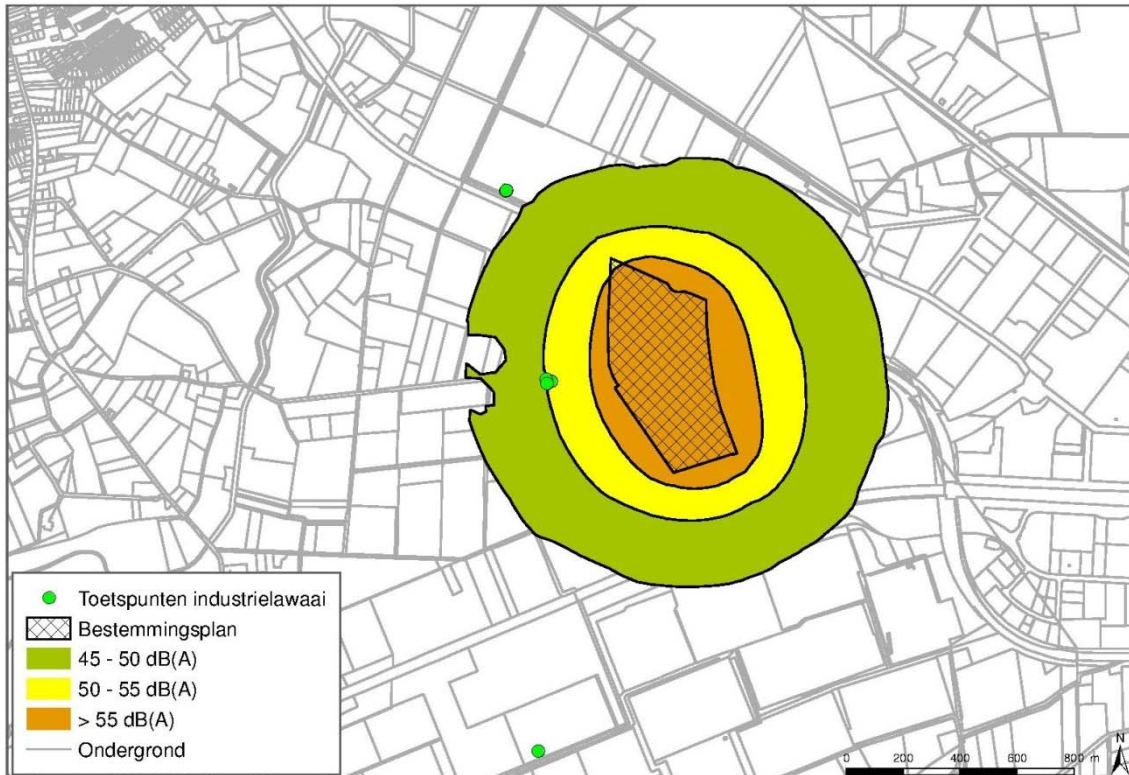 Toetspunten industrielawaai
Bestemmingsplan
45 - 50 dB(A)
50 - 55 dB(A)
> 55 dB(A)
Ondergrond
0 200 400 600 800 m
N